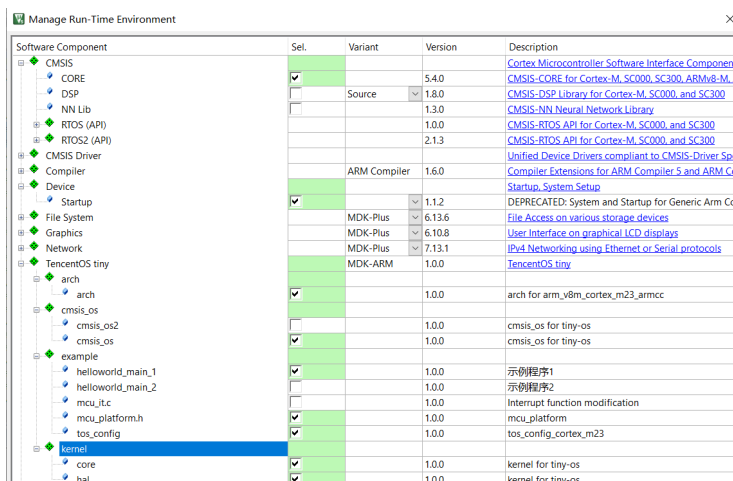 Manage Run-Time Environment
Software Component Sel. Variant Version Description
CMSIS Cortex Microcontroller Software Interface Componen
CORE 5.4.0 CMSIS-CORE for Cortex-M, SC000, SC300, ARMv8-M,
DSP Source 1.8.0 CMSIS-DSP Library for Cortex-M, SC000, and SC300
NN Lib 1.3.0 CMSIS-NN Neural Network Library
RTOS (API) 1.0.0 CMSIS-RTOS API for Cortex-M, SC000, and SC300
RTOS2 (API) 2.1.3 CMSIS-RTOS API for Cortex-M, SC000, and SC300
CMSIS Driver Unified Device Drivers compliant to CMSIS-Driver Spe
Compiler ARM Compiler 1.6.0 Compiler Extensions for ARM Compiler 5 and ARM Co
Device Startup, System Setup
Startup 1.1.2 DEPRECATED: System and Startup for Generic Arm Co
File System MDK-Plus 6.13.6 File Access on various storage devices
Graphics MDK-Plus 6.10.8 User Interface on graphical LCD displays
Network MDK-Plus 7.13.1 IPv4 Networking using Ethernet or Serial protocols
TencentOS tiny MDK-ARM 1.0.0 TencentOS tiny
arch
arch 1.0.0 arch for arm_v8m_cortex_m23_armcc
cmsis_os
cmsis_os2 1.0.0 cmsis_os for tiny-os
cmsis_os 1.0.0 cmsis_os for tiny-os
example
helloworld_main_1 1.0.0 示例程序1
helloworld_main_2 1.0.0 示例程序2
mcu_it.c 1.0.0 Interrupt function modification
mcu_platform.h 1.0.0 mcu_platform
tos_config 1.0.0 tos_config_cortex_m23
kernel
core 1.0.0 kernel for tiny-os
hal 1.0.0 kernel for tiny-os